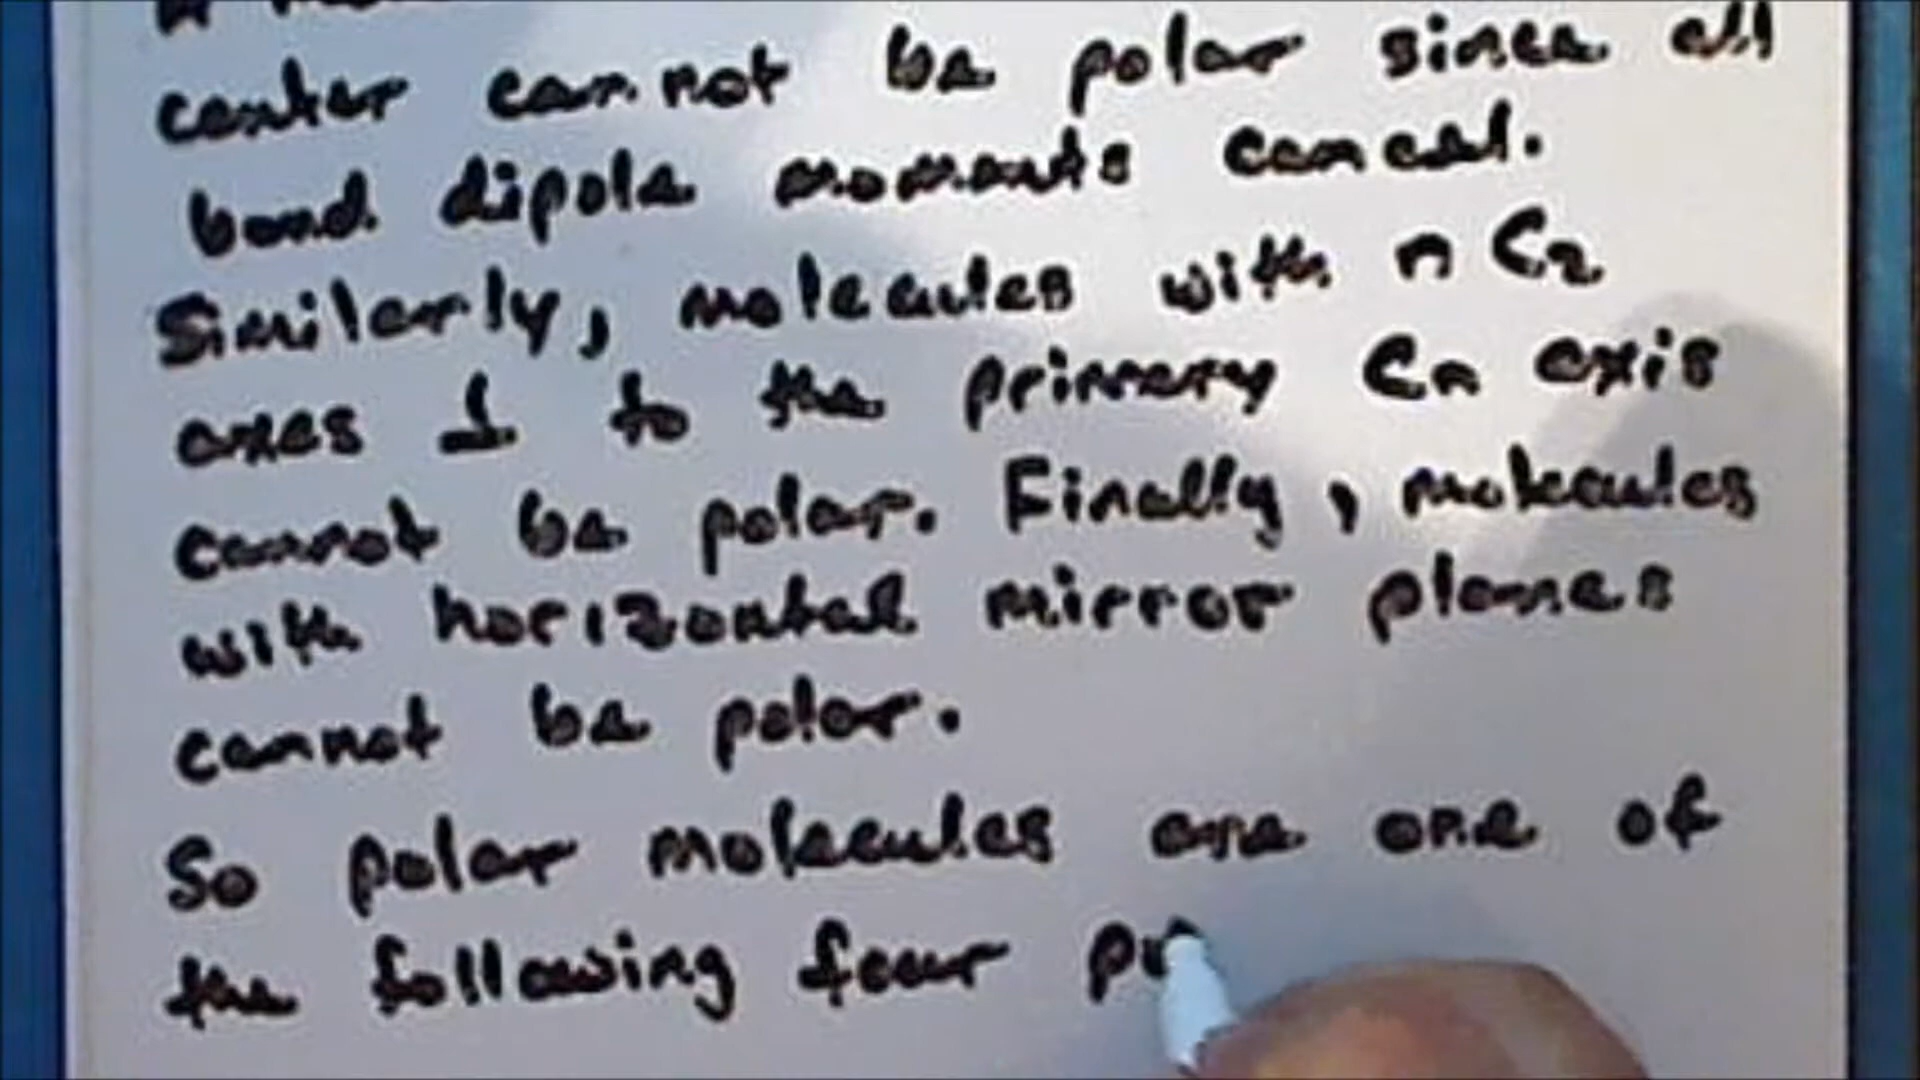 center cannot be polar since all
bond dipole moments cancel.
Similarly, molecules with n C2
axes ⊥ to the primary Cn axis
cannot be polar. Finally, molecules
with horizontal mirror planes
cannot be polar.
So polar molecules are one of
the following four